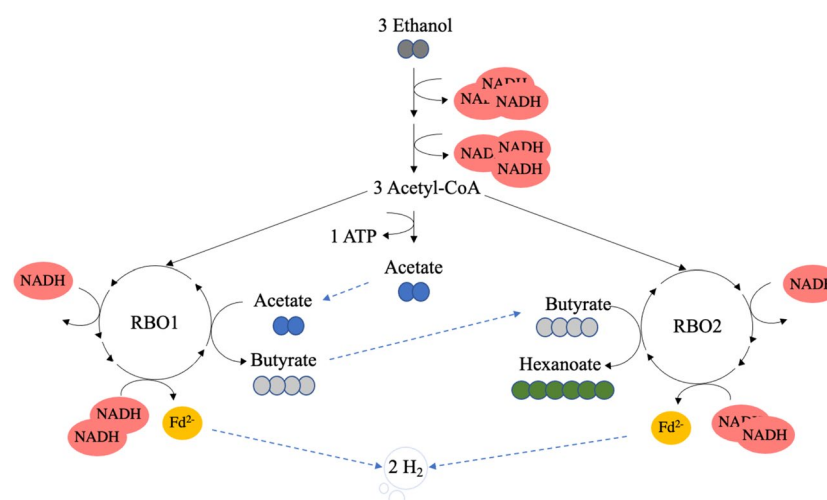 3 Ethanol
NADH
NADH
NADH
NADH
3 Acetyl-CoA
1 ATP
Acetate
NADH
Acetate
Butyrate
RBO1
RBO2
Butyrate
Hexanoate
NADH
NADH
Fd²⁻
Fd²⁻
NADH
2 H₂